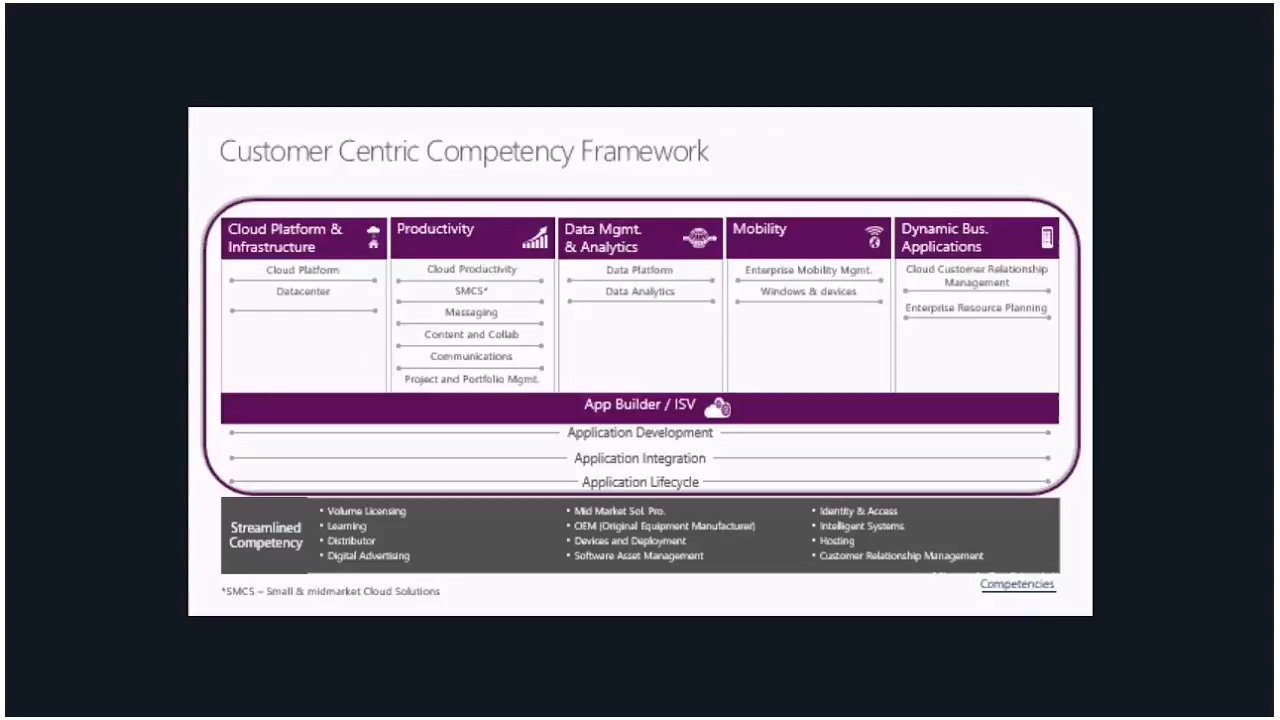 Customer Centric Competency Framework
Cloud Platform &
Infrastructure
Cloud Platform
Datacenter
Productivity
Cloud Productivity
SMCS*
Messaging
Content and Collab
Communications
Project and Portfolio Mgmt.
Data Mgmt.
& Analytics
Data Platform
Data Analytics
Mobility
Enterprise Mobility Mgmt.
Windows & devices
Dynamic Bus.
Applications
Cloud Customer Relationship
Management
Enterprise Resource Planning
App Builder / ISV
Application Development
Application Integration
Application Lifecycle
Streamlined
Competency
• Volume Licensing
• Learning
• Distributor
• Digital Advertising
• Mid Market Sol. Pro.
• OEM (Original Equipment Manufacturer)
• Devices and Deployment
• Software Asset Management
• Identity & Access
• Intelligent Systems
• Hosting
• Customer Relationship Management
Competencies
*SMCS – Small & midmarket Cloud Solutions